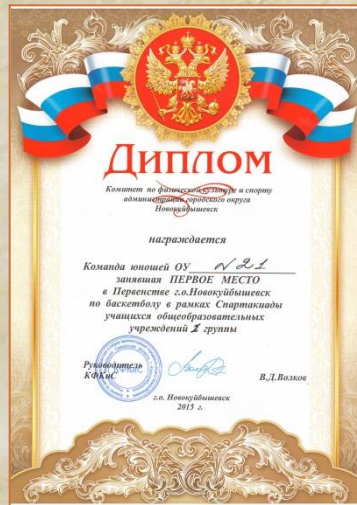 Диплом
Комитет по физической культуре и спорту
администрации городского округа
Новокуйбышевск
награждается
Команда юношей ОУ № 21
занявшая ПЕРВОЕ МЕСТО
в Первенстве г.о.Новокуйбышевск
по баскетболу в рамках Спартакиады
учащихся общеобразовательных
учреждений 1 группы
Руководитель
КФКиС
В.Д.Волков
г.о. Новокуйбышевск
2015 г.